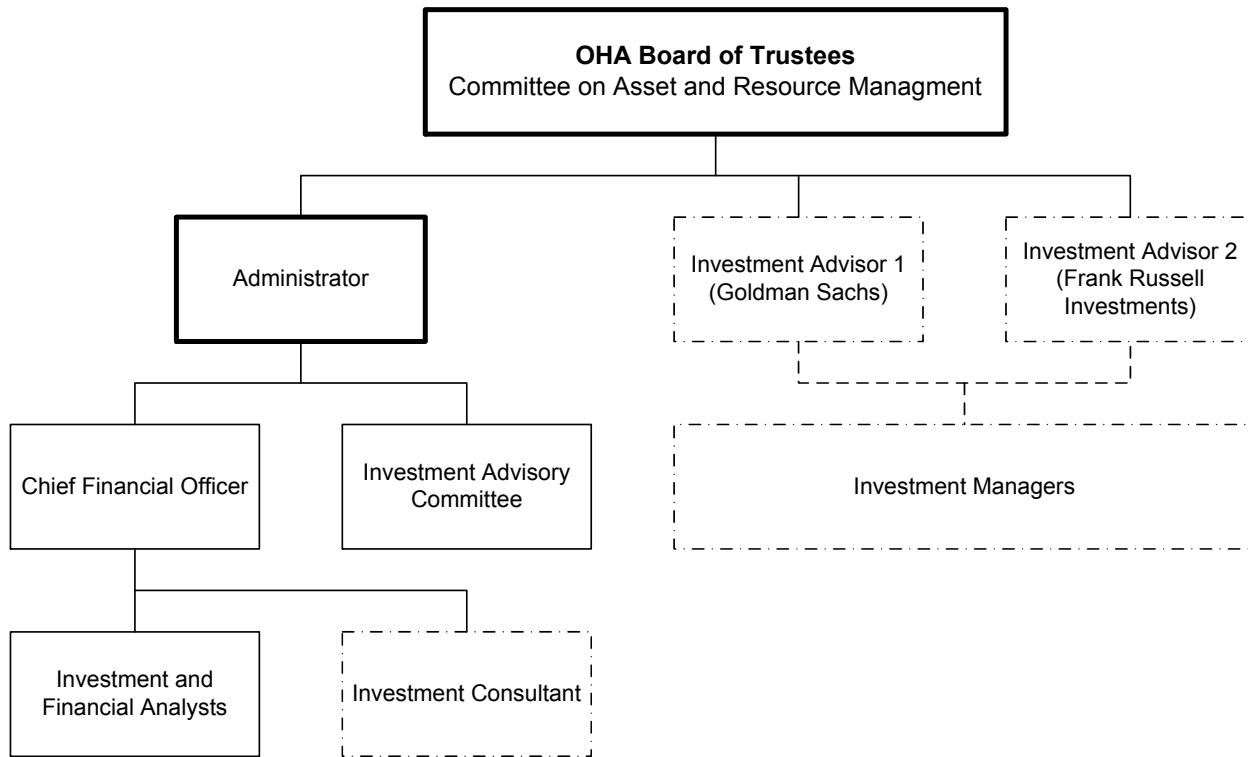 OHA Board of Trustees
Committee on Asset and Resource Managment
Administrator
Investment Advisor 1
(Goldman Sachs)
Investment Advisor 2
(Frank Russell
Investments)
Chief Financial Officer
Investment Advisory
Committee
Investment Managers
Investment and
Financial Analysts
Investment Consultant